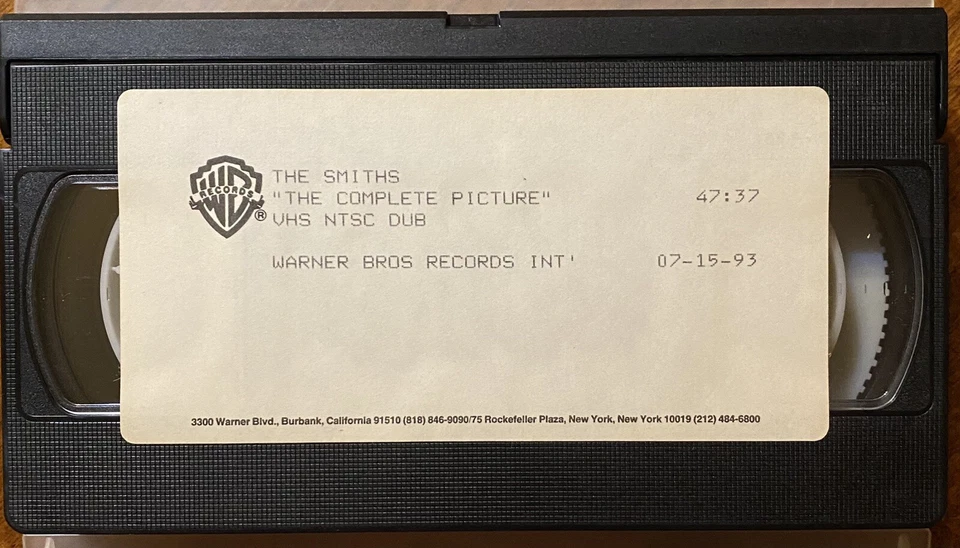 WB RECORDS ®
THE SMITHS
"THE COMPLETE PICTURE" 47:37
VHS NTSC DUB
WARNER BROS RECORDS INT' 07-15-93
3300 Warner Blvd., Burbank, California 91510 (818) 846-9090/75 Rockefeller Plaza, New York, New York 10019 (212) 484-6800